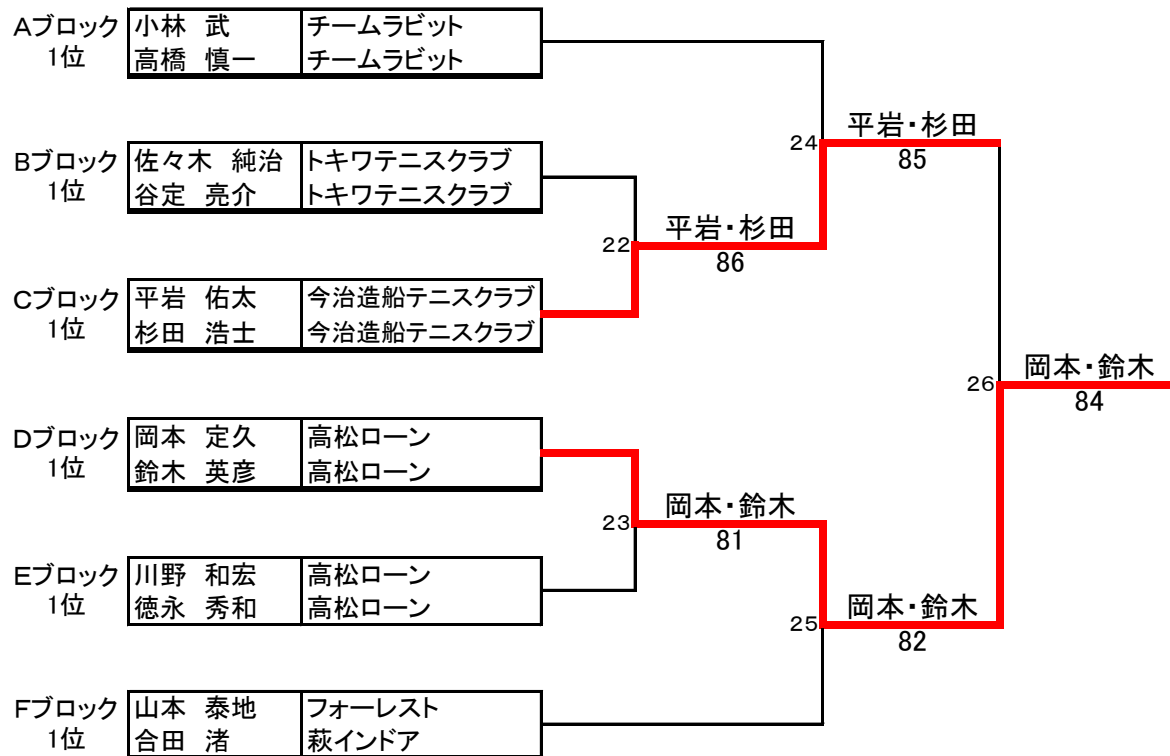 Aブロック 小林 武 チームラビット
1位 高橋 慎一 チームラビット
24 平岩・杉田
85
Bブロック 佐々木 純治 トキワテニスクラブ
1位 谷定 亮介 トキワテニスクラブ
22 平岩・杉田
86
Cブロック 平岩 佑太 今治造船テニスクラブ
1位 杉田 浩士 今治造船テニスクラブ
26 岡本・鈴木
84
Dブロック 岡本 定久 高松ローン
1位 鈴木 英彦 高松ローン
23 岡本・鈴木
81
Eブロック 川野 和宏 高松ローン
1位 徳永 秀和 高松ローン
25 岡本・鈴木
82
Fブロック 山本 泰地 フォーレスト
1位 合田 渚 萩インドア